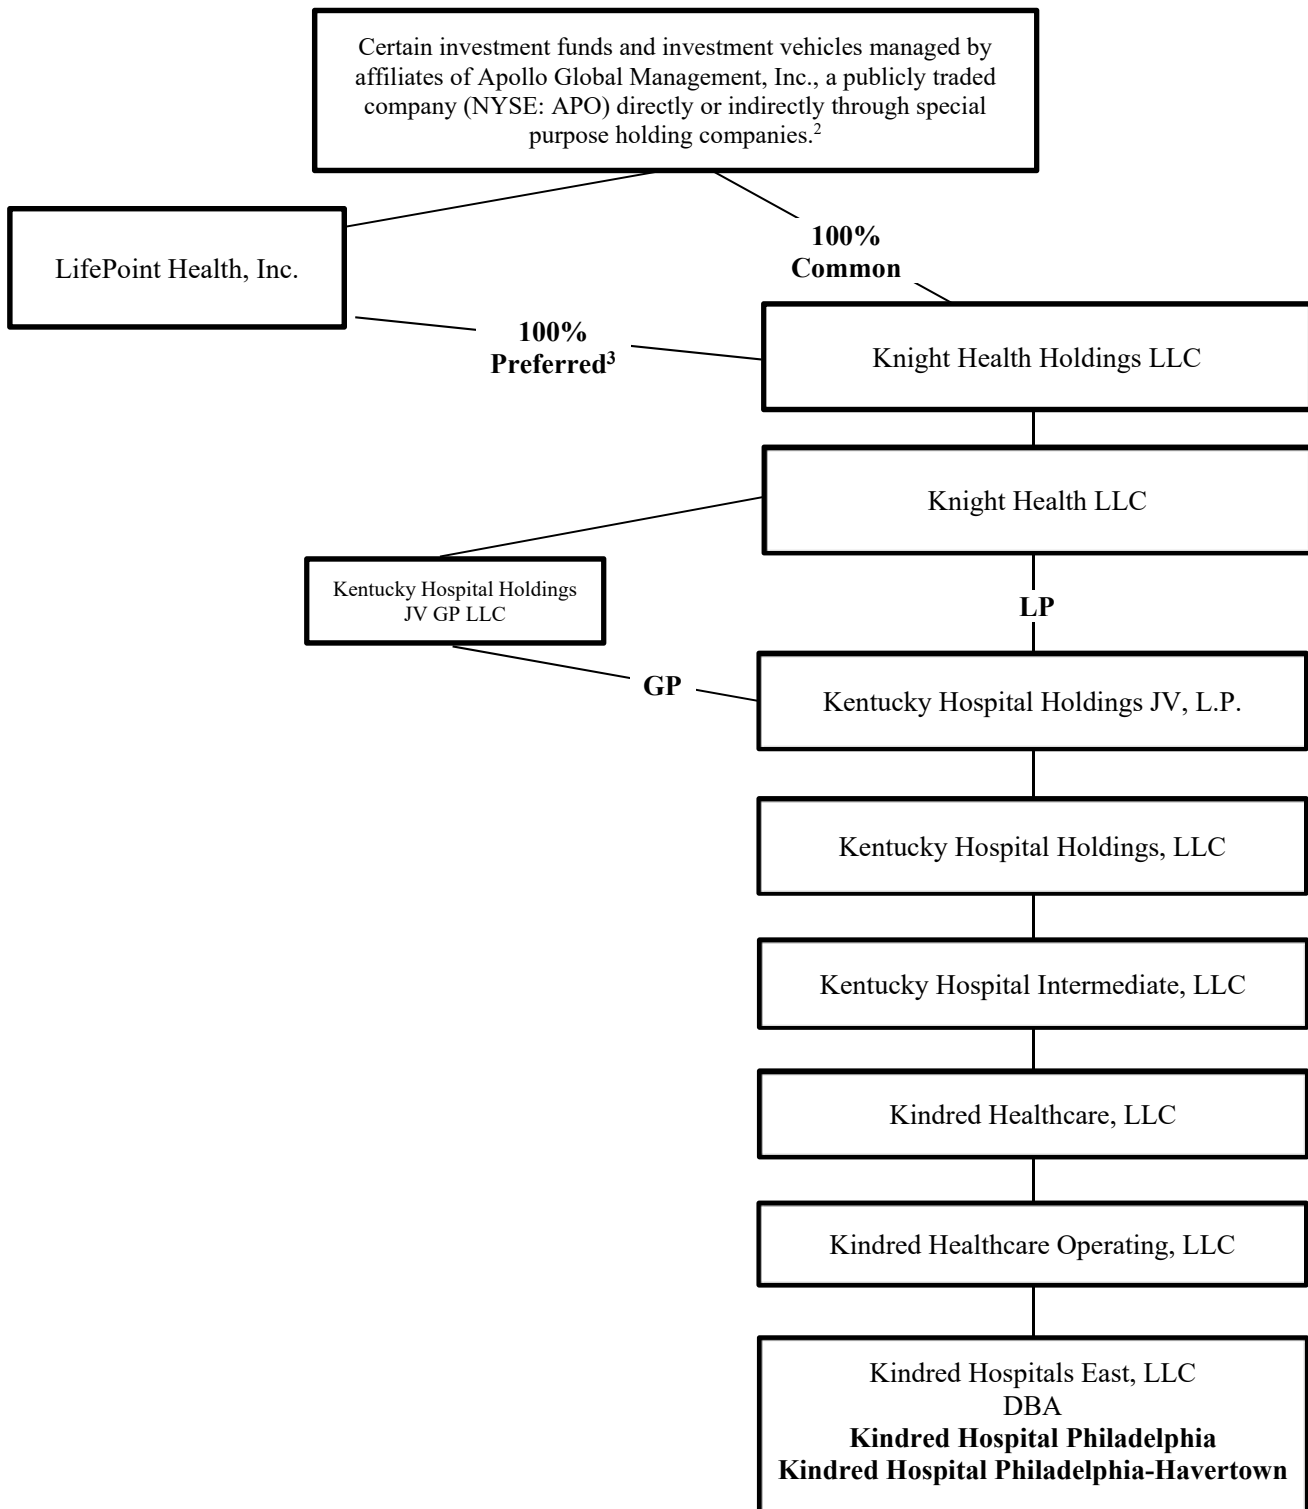 Certain investment funds and investment vehicles managed by
affiliates of Apollo Global Management, Inc., a publicly traded
company (NYSE: APO) directly or indirectly through special
purpose holding companies.²
LifePoint Health, Inc.
100%
Common
100%
Preferred³
Knight Health Holdings LLC
Knight Health LLC
Kentucky Hospital Holdings
JV GP LLC
LP
GP
Kentucky Hospital Holdings JV, L.P.
Kentucky Hospital Holdings, LLC
Kentucky Hospital Intermediate, LLC
Kindred Healthcare, LLC
Kindred Healthcare Operating, LLC
Kindred Hospitals East, LLC
DBA
Kindred Hospital Philadelphia
Kindred Hospital Philadelphia-Havertown